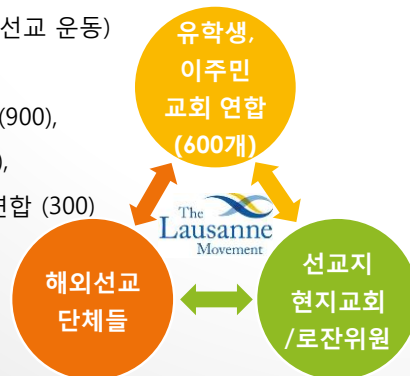 선교 운동)
(900),
),
연합 (300)
유학생,
이주민
교회 연합
(600개)
The
Lausanne
Movement
해외선교
단체들
선교지
현지교회
/로잔위원